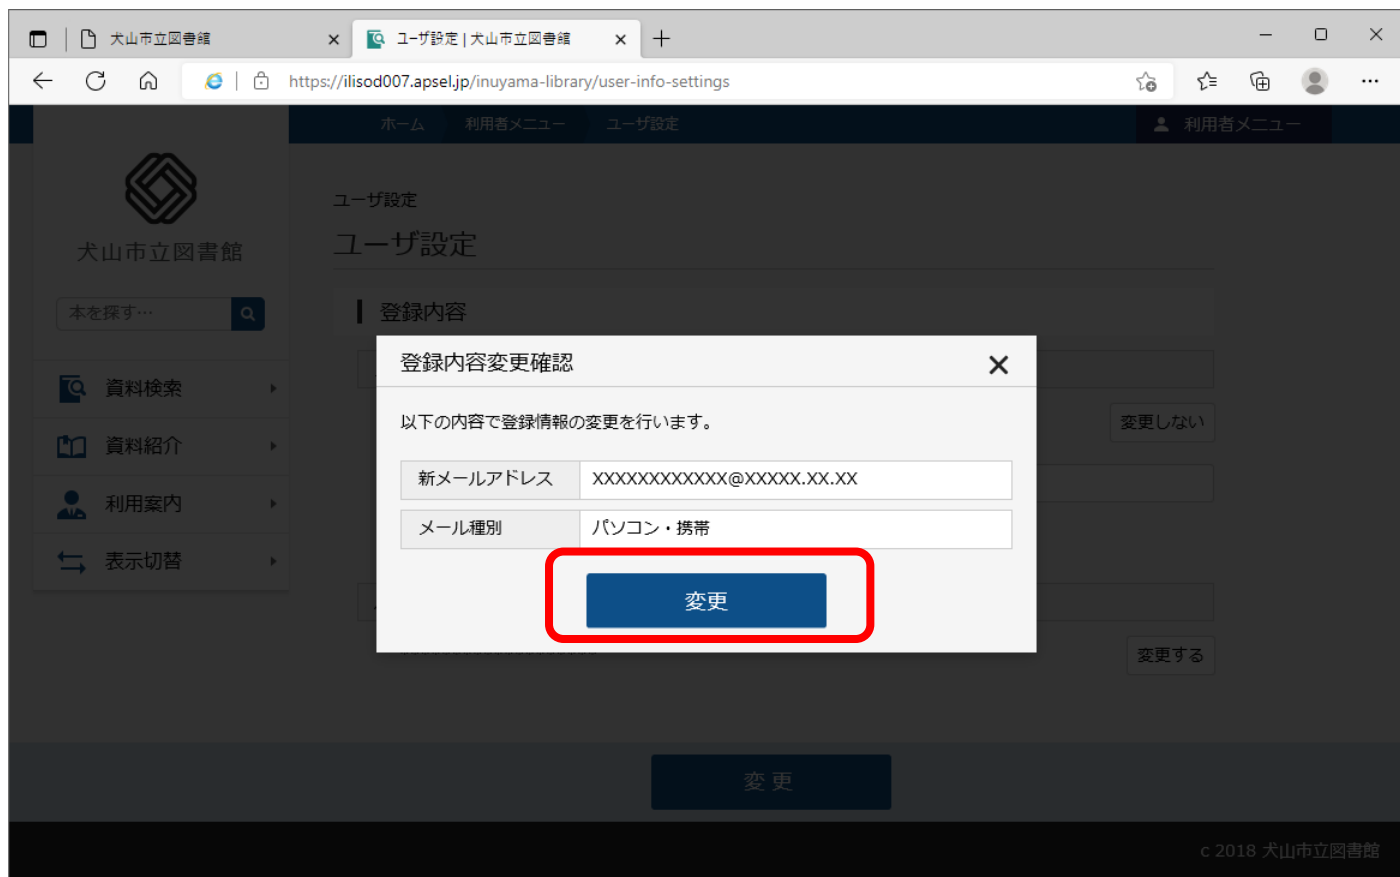 犬山市立図書館
ユーザ設定 | 犬山市立図書館
https://ilisod007.apsel.jp/inuyama-library/user-info-settings
ホーム 利用者メニュー ユーザ設定 利用者メニュー
犬山市立図書館
本を探す…
資料検索
資料紹介
利用案内
表示切替
ユーザ設定
ユーザ設定
登録内容
変更しない
登録内容変更確認
以下の内容で登録情報の変更を行います。
新メールアドレス XXXXXXXXXXXX@XXXXX.XX.XX
メール種別 パソコン・携帯
変更
変更する
変更
c 2018 犬山市立図書館